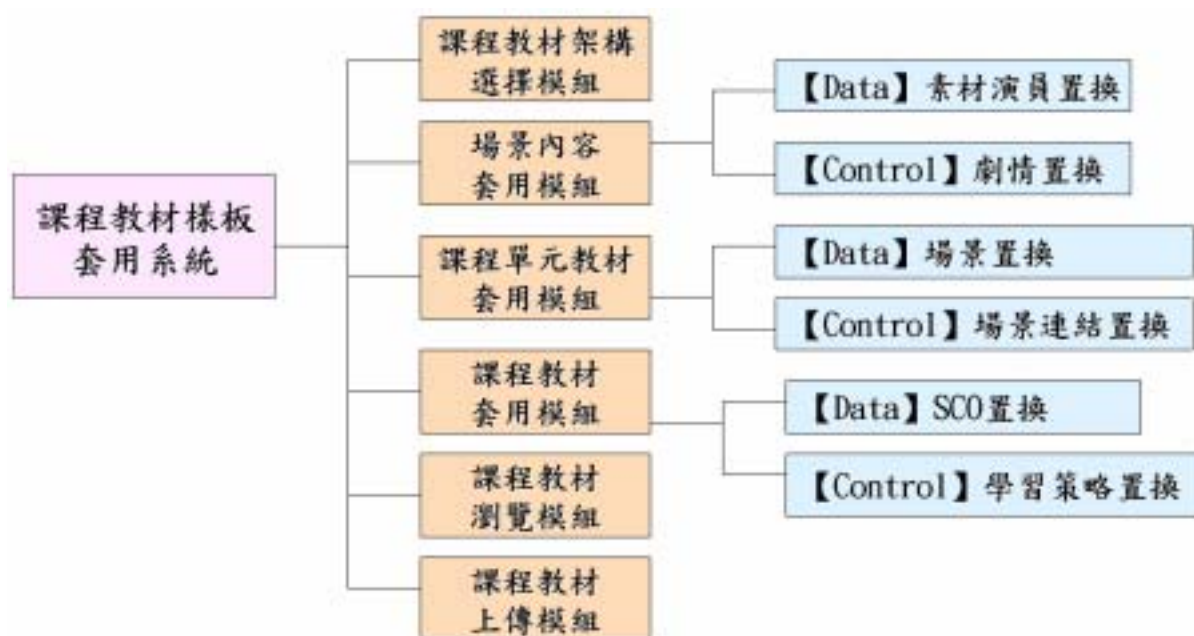 課程教材樣板
套用系統
課程教材架構
選擇模組
場景內容
套用模組
【Data】素材演員置換
【Control】劇情置換
課程單元教材
套用模組
【Data】場景置換
【Control】場景連結置換
課程教材
套用模組
【Data】SCO置換
【Control】學習策略置換
課程教材
瀏覽模組
課程教材
上傳模組